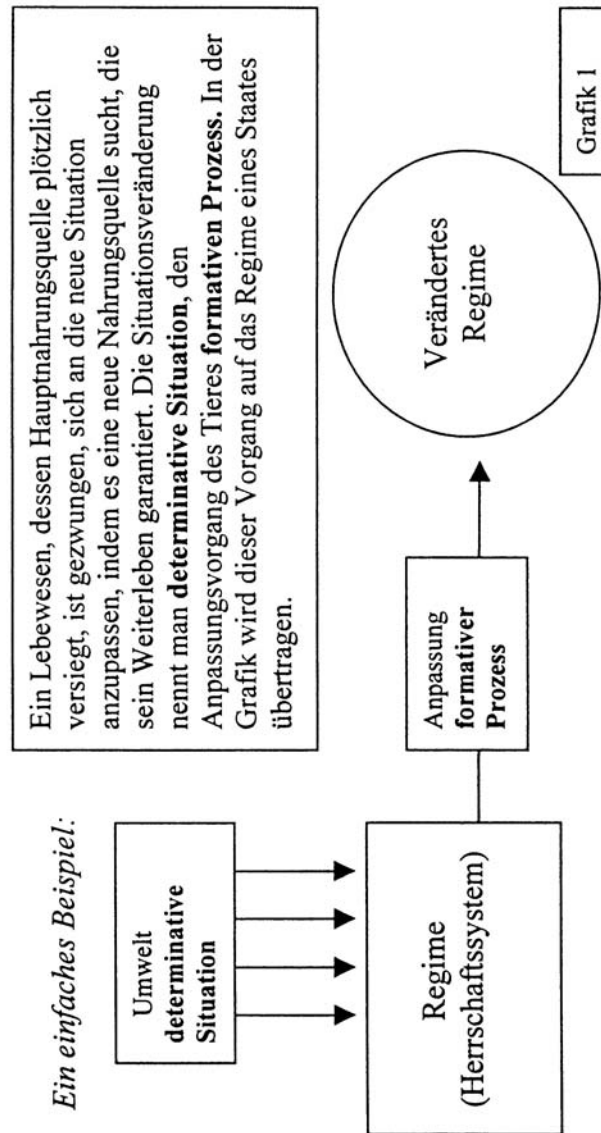 Ein einfaches Beispiel:
Ein Lebewesen, dessen Hauptnahrungsquelle plötzlich
versiegt, ist gezwungen, sich an die neue Situation
anzupassen, indem es eine neue Nahrungsquelle sucht, die
sein Weiterleben garantiert. Die Situationsveränderung
nennt man determinative Situation, den
Anpassungsvorgang des Tieres formativen Prozess. In der
Grafik wird dieser Vorgang auf das Regime eines Staates
übertragen.
Umwelt
determinative
Situation
Regime
(Herrschaftssystem)
Anpassung
formativer
Prozess
Verändertes
Regime
Grafik 1